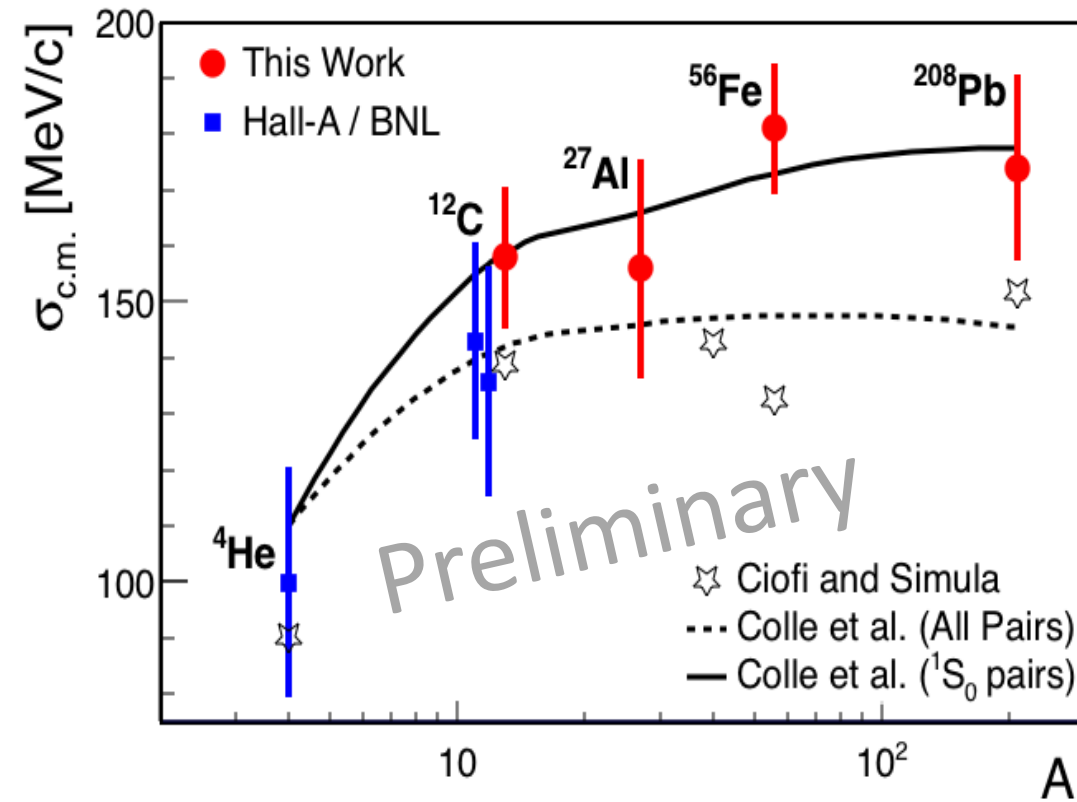 200
σc.m. [MeV/c]
150
100
This Work
Hall-A / BNL
⁴He
¹²C
²⁷Al
⁵⁶Fe
²⁰⁸Pb
Preliminary
Ciofi and Simula
Colle et al. (All Pairs)
Colle et al. (¹S₀ pairs)
10
10²
A